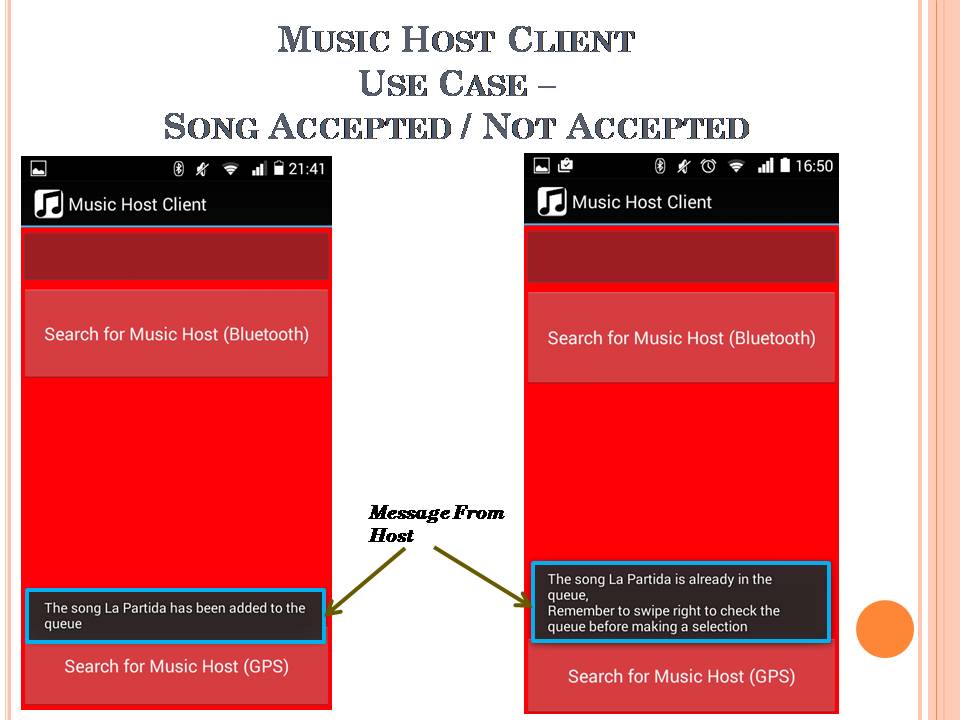 Music Host Client
Use Case –
Song Accepted / Not Accepted
21:41
Music Host Client
Search for Music Host (Bluetooth)
The song La Partida has been added to the
queue
Search for Music Host (GPS)
Message From
Host
16:50
Music Host Client
Search for Music Host (Bluetooth)
The song La Partida is already in the
queue,
Remember to swipe right to check the
queue before making a selection
Search for Music Host (GPS)